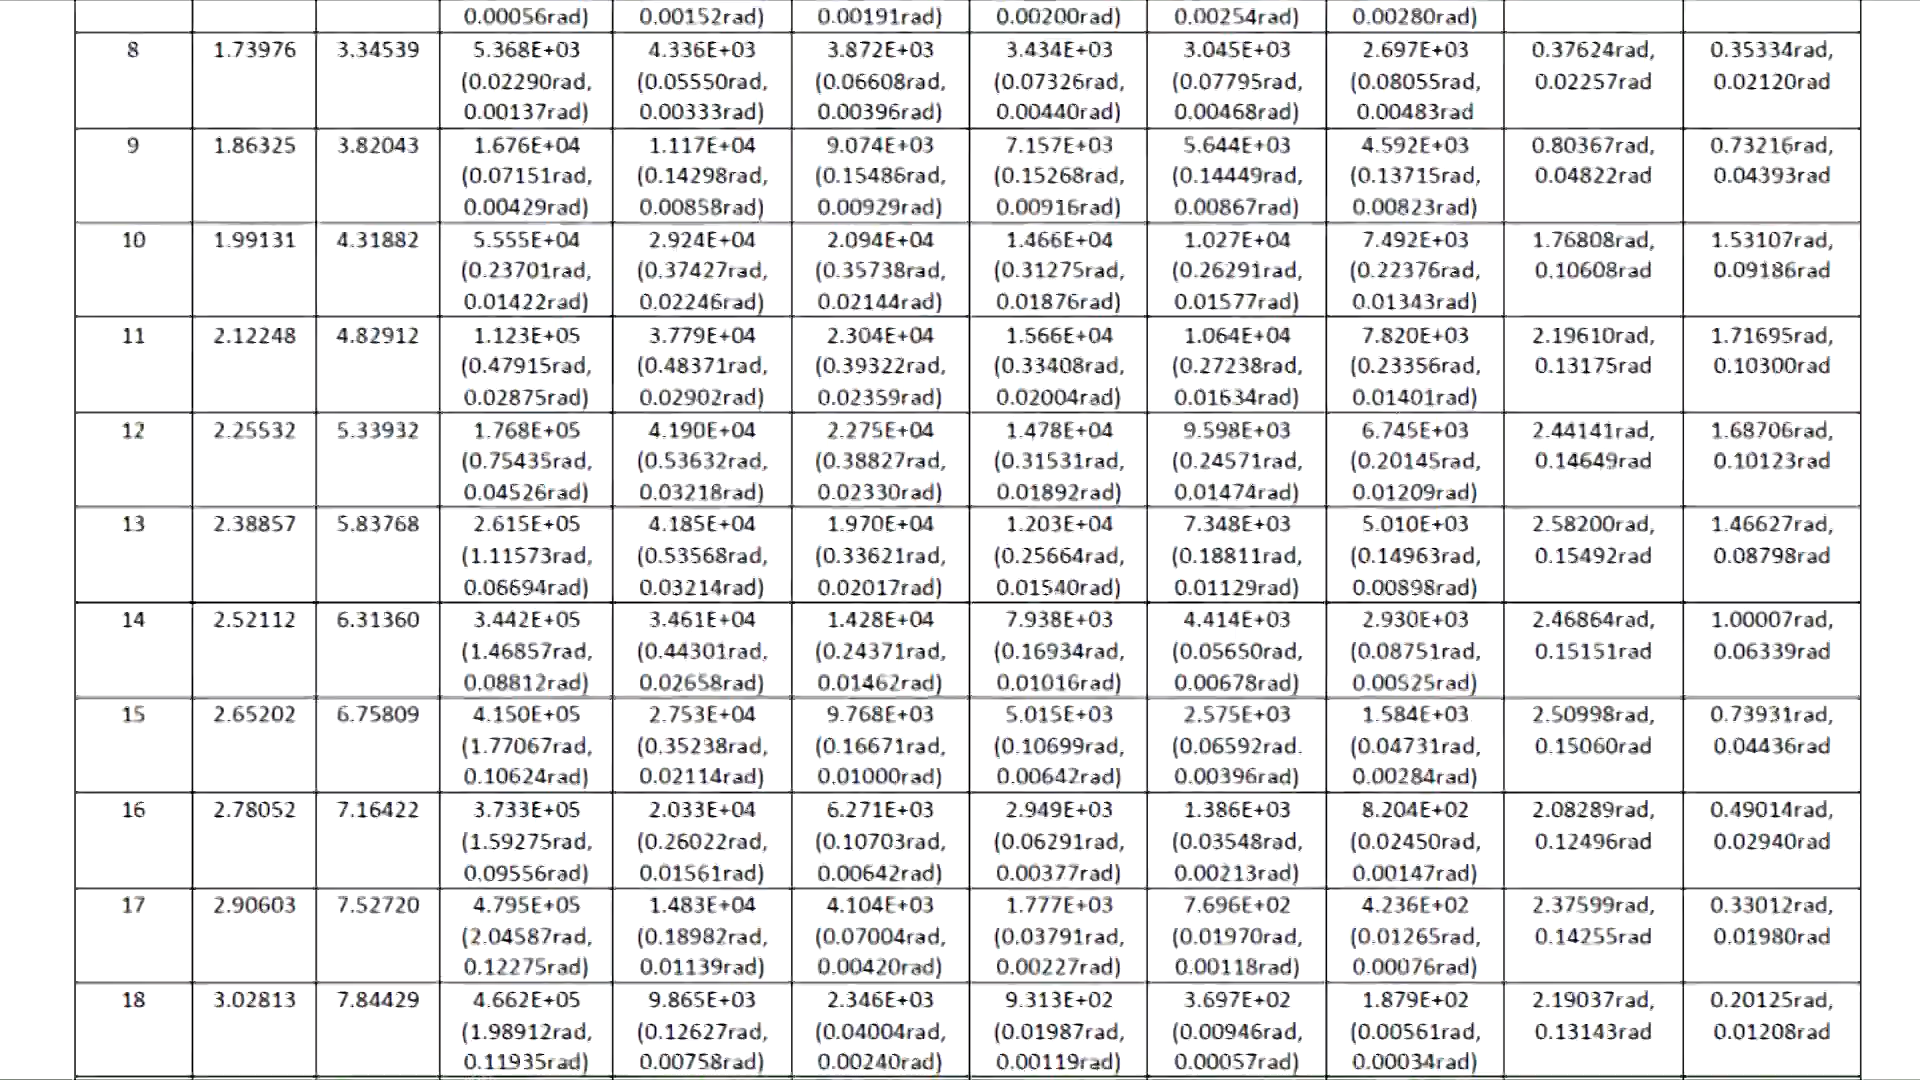 0.00056rad) 0.00152rad) 0.00191rad) 0.00200rad) 0.00254rad) 0.00280rad)
8 1.73976 3.34539 5.368E+03 4.336E+03 3.872E+03 3.434E+03 3.045E+03 2.697E+03 0.37624rad, 0.35334rad,
(0.02290rad, (0.05550rad, (0.06608rad, (0.07326rad, (0.07795rad, (0.08055rad, 0.02257rad 0.02120rad
0.00137rad) 0.00333rad) 0.00396rad) 0.00440rad) 0.00468rad) 0.00483rad
9 1.86325 3.82043 1.676E+04 1.117E+04 9.074E+03 7.157E+03 5.644E+03 4.592E+03 0.80367rad, 0.73216rad,
(0.07151rad, (0.14298rad, (0.15486rad, (0.15268rad, (0.14449rad, (0.13715rad, 0.04822rad 0.04393rad
0.00429rad) 0.00858rad) 0.00929rad) 0.00916rad) 0.00867rad) 0.00823rad)
10 1.99131 4.31882 5.555E+04 2.924E+04 2.094E+04 1.466E+04 1.027E+04 7.492E+03 1.76808rad, 1.53107rad,
(0.23701rad, (0.37427rad, (0.35738rad, (0.31275rad, (0.26291rad, (0.22376rad, 0.10608rad 0.09186rad
0.01422rad) 0.02246rad) 0.02144rad) 0.01876rad) 0.01577rad) 0.01343rad)
11 2.12248 4.82912 1.123E+05 3.779E+04 2.304E+04 1.566E+04 1.064E+04 7.820E+03 2.19610rad, 1.71695rad,
(0.47915rad, (0.48371rad, (0.39322rad, (0.33408rad, (0.27238rad, (0.23356rad, 0.13175rad 0.10300rad
0.02875rad) 0.02902rad) 0.02359rad) 0.02004rad) 0.01634rad) 0.01401rad)
12 2.25532 5.33932 1.768E+05 4.190E+04 2.275E+04 1.478E+04 9.598E+03 6.745E+03 2.44141rad, 1.68706rad,
(0.75435rad, (0.53632rad, (0.38827rad, (0.31531rad, (0.24571rad, (0.20145rad, 0.14649rad 0.10123rad
0.04526rad) 0.03218rad) 0.02330rad) 0.01892rad) 0.01474rad) 0.01209rad)
13 2.38857 5.83768 2.615E+05 4.185E+04 1.970E+04 1.203E+04 7.348E+03 5.010E+03 2.58200rad, 1.46627rad,
(1.11573rad, (0.53568rad, (0.33621rad, (0.25664rad, (0.18811rad, (0.14963rad, 0.15492rad 0.08798rad
0.06694rad) 0.03214rad) 0.02017rad) 0.01540rad) 0.01129rad) 0.00898rad)
14 2.52112 6.31360 3.442E+05 3.461E+04 1.428E+04 7.938E+03 4.414E+03 2.930E+03 2.46864rad, 1.00007rad,
(1.46857rad, (0.44301rad, (0.24371rad, (0.16934rad, (0.05650rad, (0.08751rad, 0.15151rad 0.06339rad
0.08812rad) 0.02658rad) 0.01462rad) 0.01016rad) 0.00678rad) 0.00525rad)
15 2.65202 6.75809 4.150E+05 2.753E+04 9.768E+03 5.015E+03 2.575E+03 1.584E+03 2.50998rad, 0.73931rad,
(1.77067rad, (0.35238rad, (0.16671rad, (0.10699rad, (0.06592rad. (0.04731rad, 0.15060rad 0.04436rad
0.10624rad) 0.02114rad) 0.01000rad) 0.00642rad) 0.00396rad) 0.00284rad)
16 2.78052 7.16422 3.733E+05 2.033E+04 6.271E+03 2.949E+03 1.386E+03 8.204E+02 2.08289rad, 0.49014rad,
(1.59275rad, (0.26022rad, (0.10703rad, (0.06291rad, (0.03548rad, (0.02450rad, 0.12496rad 0.02940rad
0.09556rad) 0.01561rad) 0.00642rad) 0.00377rad) 0.00213rad) 0.00147rad)
17 2.90603 7.52720 4.795E+05 1.483E+04 4.104E+03 1.777E+03 7.696E+02 4.236E+02 2.37599rad, 0.33012rad,
(2.04587rad, (0.18982rad, (0.07004rad, (0.03791rad, (0.01970rad, (0.01265rad, 0.14255rad 0.01980rad
0.12275rad) 0.01139rad) 0.00420rad) 0.00227rad) 0.00118rad) 0.00076rad)
18 3.02813 7.84429 4.662E+05 9.865E+03 2.346E+03 9.313E+02 3.697E+02 1.879E+02 2.19037rad, 0.20125rad,
(1.98912rad, (0.12627rad, (0.04004rad, (0.01987rad, (0.00946rad, (0.00561rad, 0.13143rad 0.01208rad
0.11935rad) 0.00758rad) 0.00240rad) 0.00119rad) 0.00057rad) 0.00034rad)